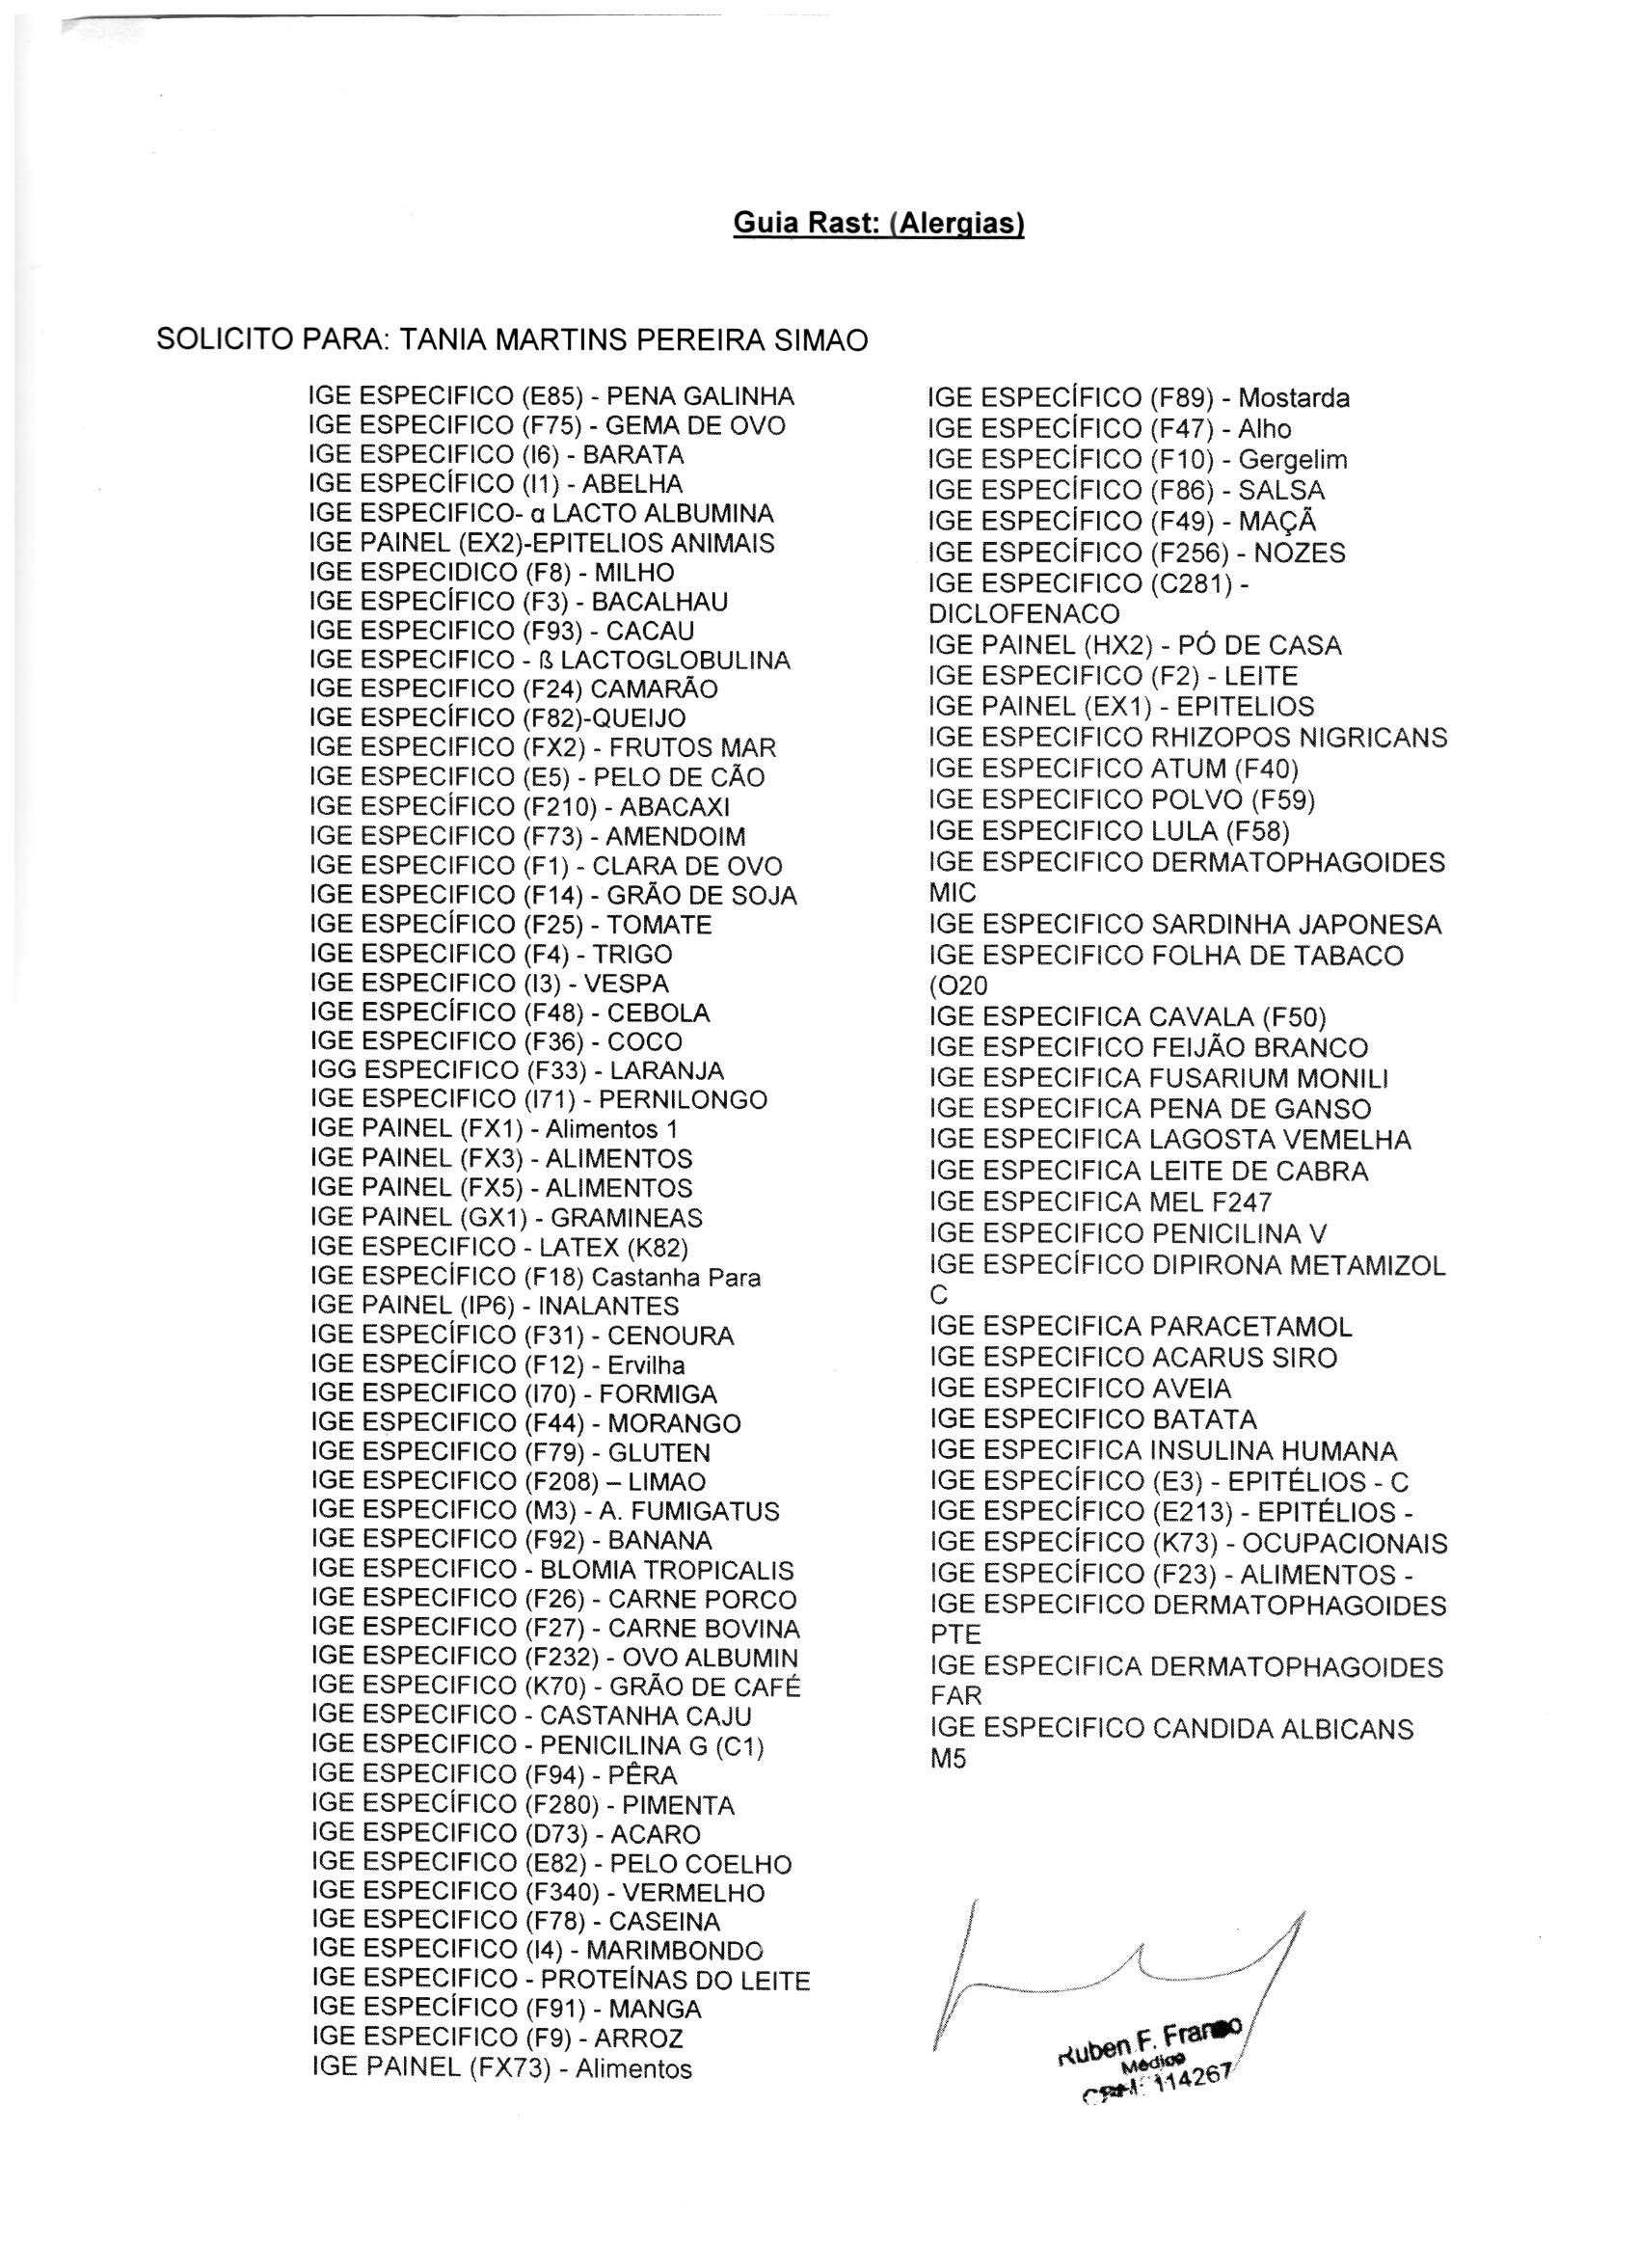 Guia Rast: (Alergias)
SOLICITO PARA: TANIA MARTINS PEREIRA SIMAO
IGE ESPECIFICO (E85) - PENA GALINHA
IGE ESPECIFICO (F75) - GEMA DE OVO
IGE ESPECIFICO (I6) - BARATA
IGE ESPECÍFICO (I1) - ABELHA
IGE ESPECIFICO- α LACTO ALBUMINA
IGE PAINEL (EX2)-EPITELIOS ANIMAIS
IGE ESPECIDICO (F8) - MILHO
IGE ESPECÍFICO (F3) - BACALHAU
IGE ESPECIFICO (F93) - CACAU
IGE ESPECIFICO - ß LACTOGLOBULINA
IGE ESPECIFICO (F24) CAMARÃO
IGE ESPECÍFICO (F82)-QUEIJO
IGE ESPECIFICO (FX2) - FRUTOS MAR
IGE ESPECIFICO (E5) - PELO DE CÃO
IGE ESPECÍFICO (F210) - ABACAXI
IGE ESPECÍFICO (F73) - AMENDOIM
IGE ESPECÍFICO (F1) - CLARA DE OVO
IGE ESPECIFICO (F14) - GRÃO DE SOJA
IGE ESPECÍFICO (F25) - TOMATE
IGE ESPECIFICO (F4) - TRIGO
IGE ESPECIFICO (I3) - VESPA
IGE ESPECÍFICO (F48) - CEBOLA
IGE ESPECIFICO (F36) - COCO
IGG ESPECIFICO (F33) - LARANJA
IGE ESPECIFICO (I71) - PERNILONGO
IGE PAINEL (FX1) - Alimentos 1
IGE PAINEL (FX3) - ALIMENTOS
IGE PAINEL (FX5) - ALIMENTOS
IGE PAINEL (GX1) - GRAMINEAS
IGE ESPECIFICO - LATEX (K82)
IGE ESPECÍFICO (F18) Castanha Para
IGE PAINEL (IP6) - INALANTES
IGE ESPECÍFICO (F31) - CENOURA
IGE ESPECÍFICO (F12) - Ervilha
IGE ESPECIFICO (I70) - FORMIGA
IGE ESPECIFICO (F44) - MORANGO
IGE ESPECIFICO (F79) - GLUTEN
IGE ESPECIFICO (F208) – LIMAO
IGE ESPECIFICO (M3) - A. FUMIGATUS
IGE ESPECIFICO (F92) - BANANA
IGE ESPECIFICO - BLOMIA TROPICALIS
IGE ESPECIFICO (F26) - CARNE PORCO
IGE ESPECIFICO (F27) - CARNE BOVINA
IGE ESPECIFICO (F232) - OVO ALBUMIN
IGE ESPECIFICO (K70) - GRÃO DE CAFÉ
IGE ESPECIFICO - CASTANHA CAJU
IGE ESPECIFICO - PENICILINA G (C1)
IGE ESPECIFICO (F94) - PÊRA
IGE ESPECÍFICO (F280) - PIMENTA
IGE ESPECIFICO (D73) - ACARO
IGE ESPECIFICO (E82) - PELO COELHO
IGE ESPECIFICO (F340) - VERMELHO
IGE ESPECIFICO (F78) - CASEINA
IGE ESPECIFICO (I4) - MARIMBONDO
IGE ESPECIFICO - PROTEÍNAS DO LEITE
IGE ESPECÍFICO (F91) - MANGA
IGE ESPECIFICO (F9) - ARROZ
IGE PAINEL (FX73) - Alimentos
IGE ESPECÍFICO (F89) - Mostarda
IGE ESPECÍFICO (F47) - Alho
IGE ESPECÍFICO (F10) - Gergelim
IGE ESPECÍFICO (F86) - SALSA
IGE ESPECÍFICO (F49) - MAÇÃ
IGE ESPECÍFICO (F256) - NOZES
IGE ESPECIFICO (C281) -
DICLOFENACO
IGE PAINEL (HX2) - PÓ DE CASA
IGE ESPECIFICO (F2) - LEITE
IGE PAINEL (EX1) - EPITELIOS
IGE ESPECIFICO RHIZOPOS NIGRICANS
IGE ESPECIFICO ATUM (F40)
IGE ESPECIFICO POLVO (F59)
IGE ESPECIFICO LULA (F58)
IGE ESPECIFICO DERMATOPHAGOIDES
MIC
IGE ESPECIFICO SARDINHA JAPONESA
IGE ESPECIFICO FOLHA DE TABACO
(O20
IGE ESPECIFICA CAVALA (F50)
IGE ESPECIFICO FEIJÃO BRANCO
IGE ESPECIFICA FUSARIUM MONILI
IGE ESPECIFICA PENA DE GANSO
IGE ESPECIFICA LAGOSTA VEMELHA
IGE ESPECIFICA LEITE DE CABRA
IGE ESPECIFICA MEL F247
IGE ESPECIFICO PENICILINA V
IGE ESPECÍFICO DIPIRONA METAMIZOL
C
IGE ESPECIFICA PARACETAMOL
IGE ESPECIFICO ACARUS SIRO
IGE ESPECIFICO AVEIA
IGE ESPECIFICO BATATA
IGE ESPECIFICA INSULINA HUMANA
IGE ESPECÍFICO (E3) - EPITÉLIOS - C
IGE ESPECÍFICO (E213) - EPITÉLIOS -
IGE ESPECÍFICO (K73) - OCUPACIONAIS
IGE ESPECÍFICO (F23) - ALIMENTOS -
IGE ESPECIFICO DERMATOPHAGOIDES
PTE
IGE ESPECIFICA DERMATOPHAGOIDES
FAR
IGE ESPECIFICO CANDIDA ALBICANS
M5
Ruben F. Franco
Médico
CRM: 114267